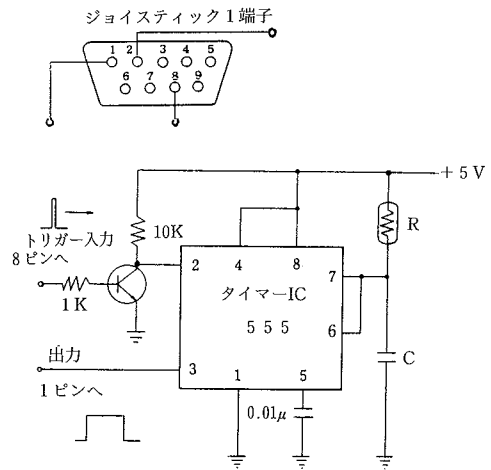 ジョイスティック1端子
1 2 3 4 5
6 7 8 9
+5V
トリガー入力
8ピンへ
10K
1K
R
2 4 8 7
タイマーIC
555
6
出力
1ピンへ
3 1 5
0.01μ
C